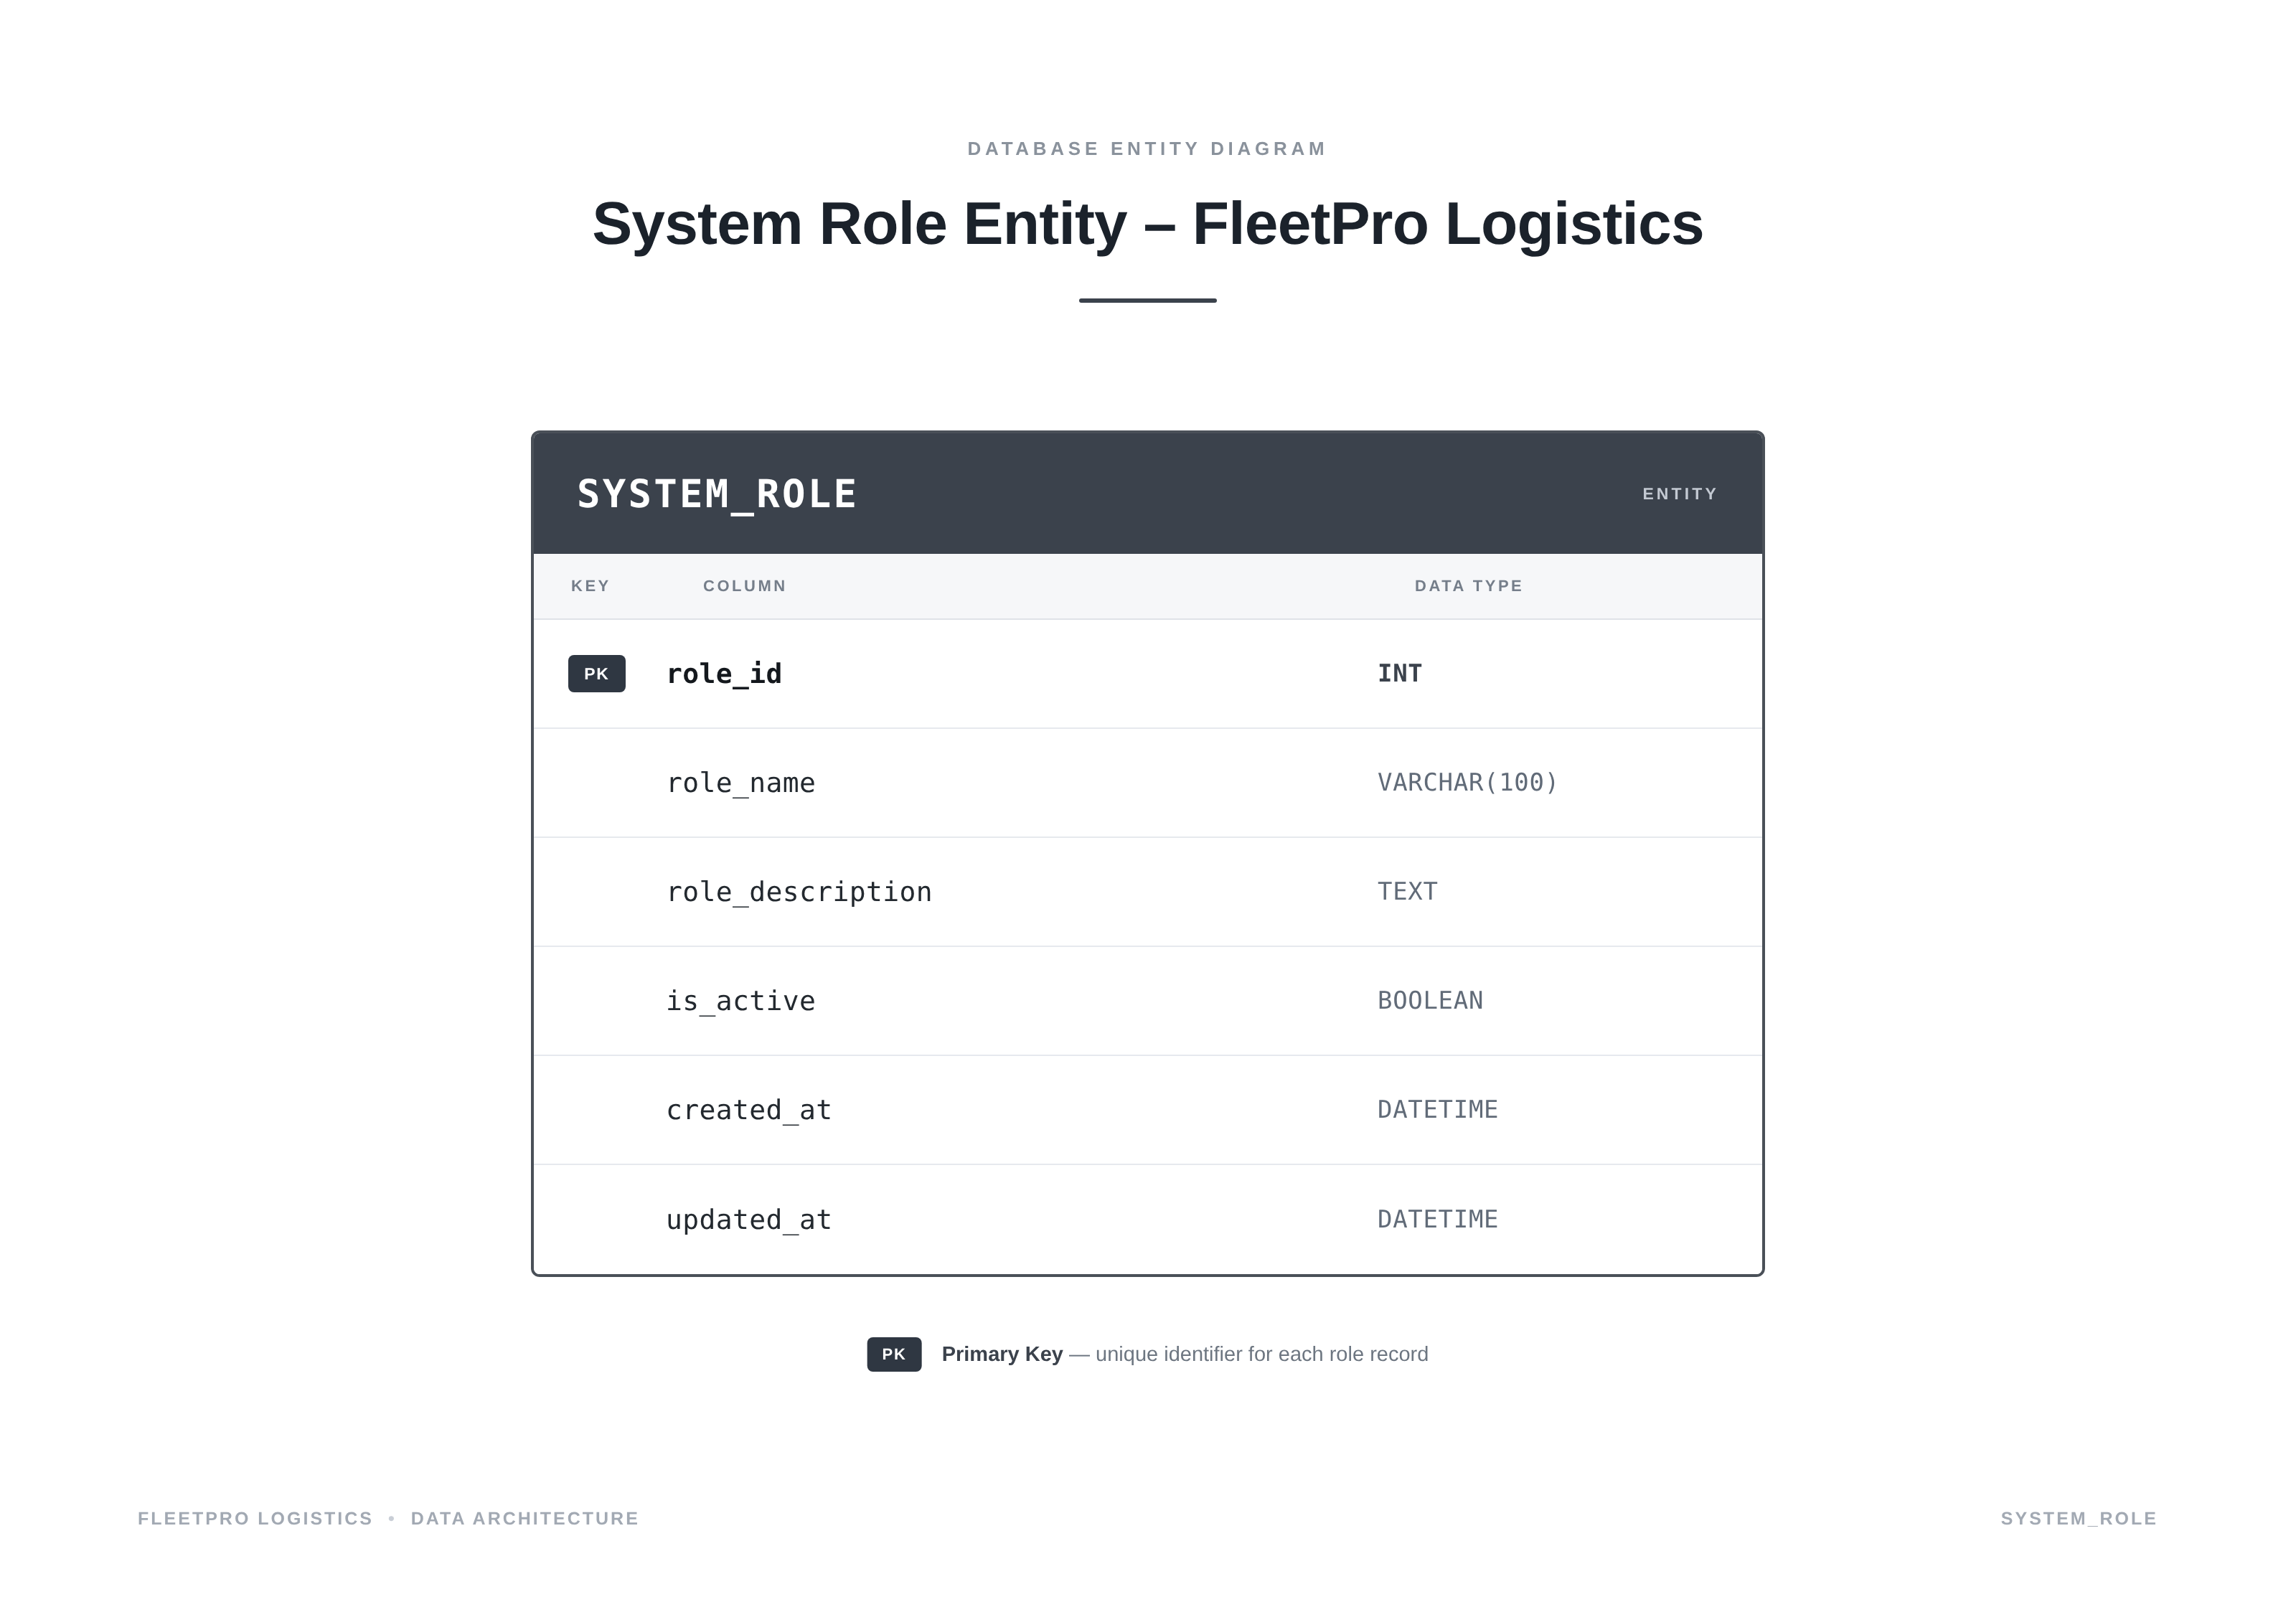 DATABASE ENTITY DIAGRAM
System Role Entity – FleetPro Logistics
SYSTEM_ROLE ENTITY
KEY COLUMN DATA TYPE
PK role_id INT
role_name VARCHAR(100)
role_description TEXT
is_active BOOLEAN
created_at DATETIME
updated_at DATETIME
PK Primary Key — unique identifier for each role record
FLEETPRO LOGISTICS • DATA ARCHITECTURE SYSTEM_ROLE